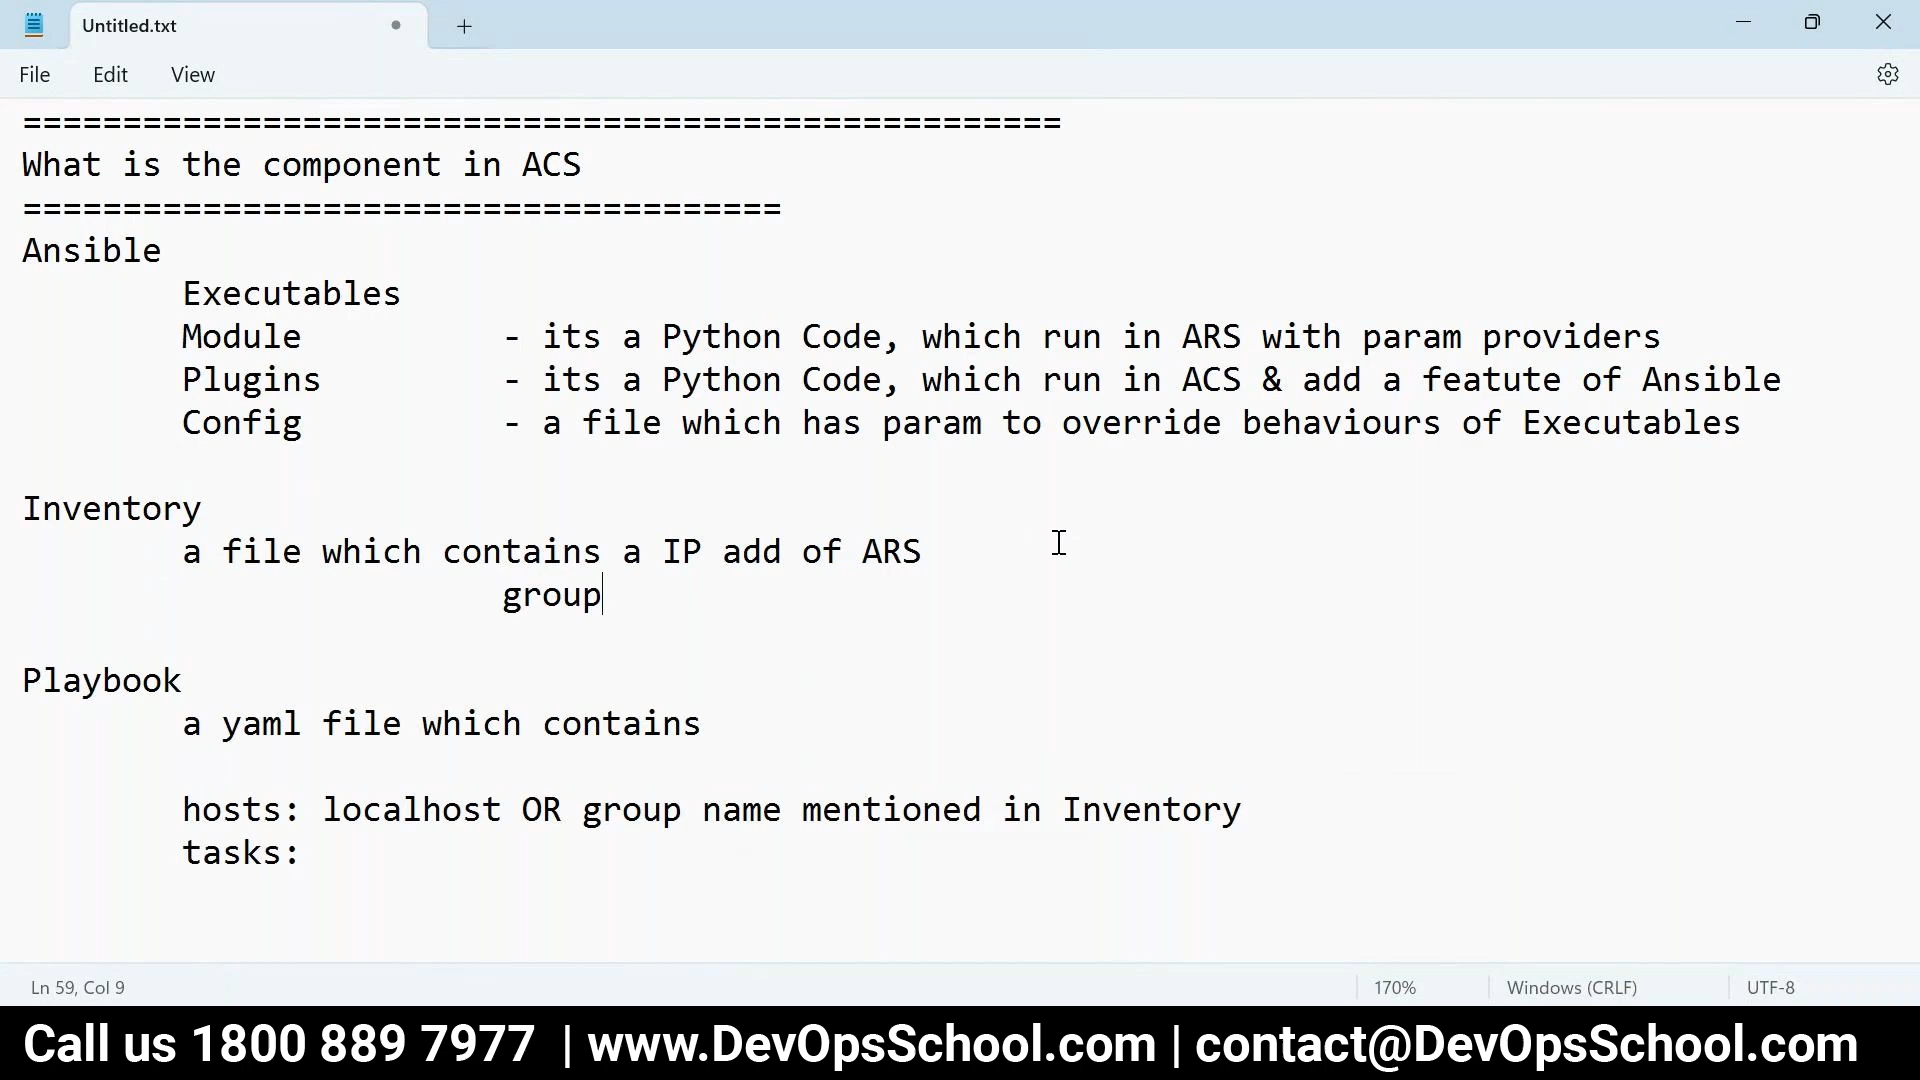 Untitled.txt
File Edit View
====================================================
What is the component in ACS
======================================
Ansible
Executables
Module - its a Python Code, which run in ARS with param providers
Plugins - its a Python Code, which run in ACS & add a featute of Ansible
Config - a file which has param to override behaviours of Executables
Inventory
a file which contains a IP add of ARS
group
Playbook
a yaml file which contains
hosts: localhost OR group name mentioned in Inventory
tasks:
Ln 59, Col 9 170% Windows (CRLF) UTF-8
Call us 1800 889 7977 | www.DevOpsSchool.com | contact@DevOpsSchool.com